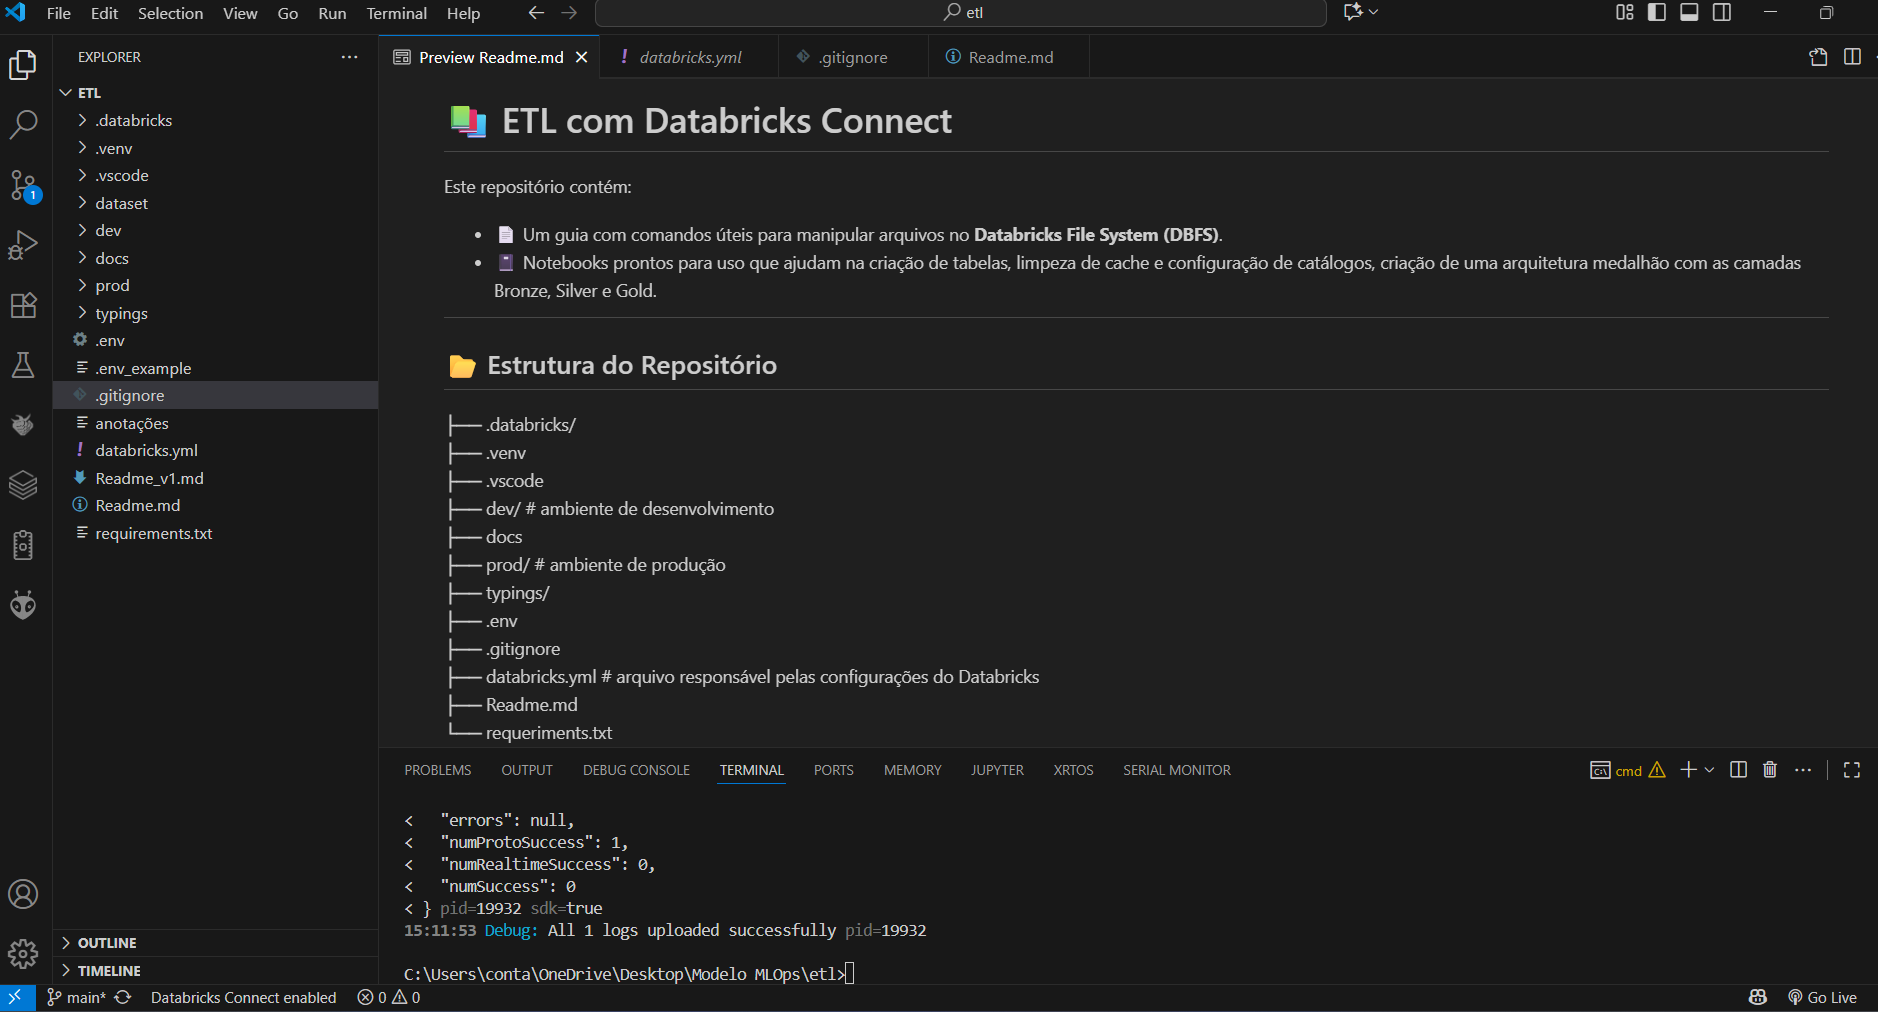 File Edit Selection View Go Run Terminal Help
etl
EXPLORER
Preview Readme.md
databricks.yml
.gitignore
Readme.md
ETL
.databricks
.venv
.vscode
dataset
dev
docs
prod
typings
.env
.env_example
.gitignore
anotações
databricks.yml
Readme_v1.md
Readme.md
requirements.txt
OUTLINE
TIMELINE
1
ETL com Databricks Connect
Este repositório contém:
• Um guia com comandos úteis para manipular arquivos no Databricks File System (DBFS).
• Notebooks prontos para uso que ajudam na criação de tabelas, limpeza de cache e configuração de catálogos, criação de uma arquitetura medalhão com as camadas
Bronze, Silver e Gold.
Estrutura do Repositório
├── .databricks/
├── .venv
├── .vscode
├── dev/ # ambiente de desenvolvimento
├── docs
├── prod/ # ambiente de produção
├── typings/
├── .env
├── .gitignore
├── databricks.yml # arquivo responsável pelas configurações do Databricks
├── Readme.md
└── requeriments.txt
PROBLEMS OUTPUT DEBUG CONSOLE TERMINAL PORTS MEMORY JUPYTER XRTOS SERIAL MONITOR
cmd
<   "errors": null,
<   "numProtoSuccess": 1,
<   "numRealtimeSuccess": 0,
<   "numSuccess": 0
< } pid=19932 sdk=true
15:11:53 Debug: All 1 logs uploaded successfully pid=19932
C:\Users\conta\OneDrive\Desktop\Modelo MLOps\etl>
main* Databricks Connect enabled 0 0 Go Live